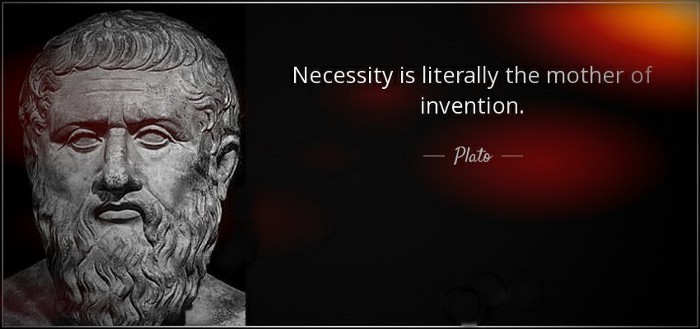 Necessity is literally the mother of
invention.
— Plato —